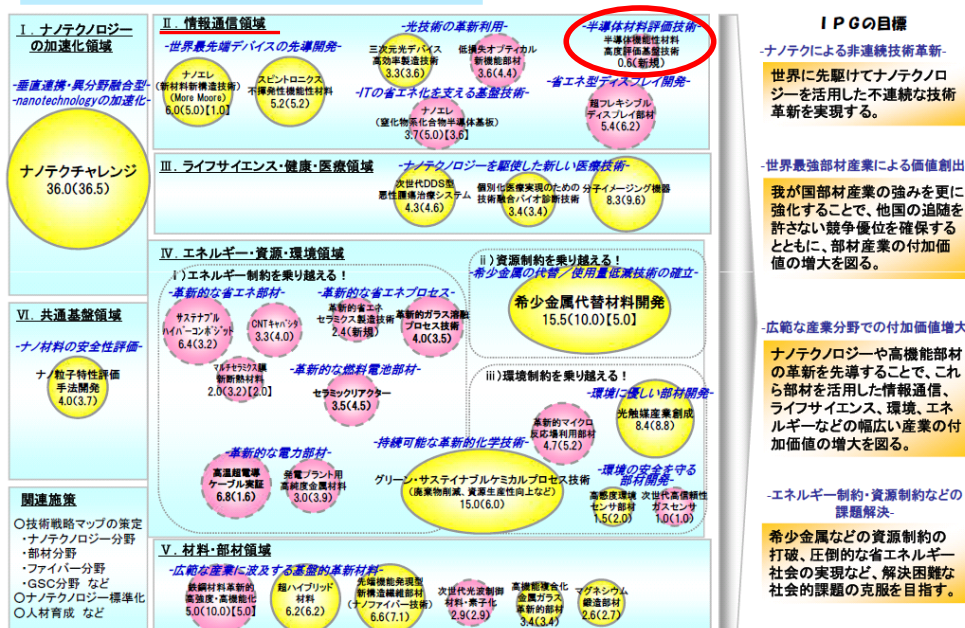 Ⅰ. ナノテクノロジー
の加速化領域
-垂直連携・異分野融合型-
-nanotechnologyの加速化-
ナノテクチャレンジ
36.0(36.5)
Ⅵ. 共通基盤領域
-ナノ材料の安全性評価-
ナノ粒子特性評価
手法開発
4.0(3.7)
関連施策
〇技術戦略マップの策定
・ナノテクノロジー分野
・部材分野
・ファイバー分野
・GSC分野 など
〇ナノテクノロジー標準化
〇人材育成 など
Ⅱ. 情報通信領域
-世界最先端デバイスの先導開発-
ナノエレ
(新材料新構造技術)
(More Moore)
6.0(5.0)【1.0】
スピントロニクス
不揮発性機能性材料
5.2(5.2)
-光技術の革新利用-
三次元光デバイス
高効率製造技術
3.3(3.6)
低損失オプティカル
新機能部材
3.6(4.4)
-ITの省エネ化を支える基盤技術-
ナノエレ
(窒化物系化合物半導体基板)
3.7(5.0)【3.6】
-半導体材料評価技術-
半導体機能性材料
高度評価基盤技術
0.6(新規)
-省エネ型ディスプレイ開発-
超フレキシブル
ディスプレイ部材
5.4(6.2)
Ⅲ. ライフサイエンス・健康・医療領域
-ナノテクノロジーを駆使した新しい医療技術-
次世代DDS型
悪性腫瘍治療システム
4.3(4.6)
個別化医療実現のための
技術融合バイオ診断技術
3.4(3.4)
分子イメージング機器
8.3(9.6)
Ⅳ. エネルギー・資源・環境領域
ⅰ)エネルギー制約を乗り越える！
-革新的な省エネ部材-
サステナブル
ハイパーコンポジット
6.4(3.2)
CNTキャパシタ
3.3(4.0)
マルチセラミックス膜
新断熱材料
2.0(3.2)【2.0】
-革新的な省エネプロセス-
革新的省エネ
セラミクス製造技術
2.4(新規)
革新的ガラス溶融
プロセス技術
4.0(3.5)
-革新的な燃料電池部材-
セラミックリアクター
3.5(4.5)
-革新的な電力部材-
高温超電導
ケーブル実証
6.8(1.6)
発電プラント用
高純度金属材料
3.0(3.9)
ⅱ)資源制約を乗り越える！
-希少金属の代替／使用量低減技術の確立-
希少金属代替材料開発
15.5(10.0)【5.0】
ⅲ)環境制約を乗り越える！
-環境に優しい部材開発-
光触媒産業創成
8.4(8.8)
革新的マイクロ
反応場利用部材
4.7(5.2)
-持続可能な革新的化学技術-
グリーン・サステイナブルケミカルプロセス技術
(廃棄物削減、資源生産性向上など)
15.0(6.0)
-環境の安全を守る
部材開発-
高感度環境
センサ部材
1.5(2.0)
次世代高信頼性
ガスセンサ
1.0(1.0)
Ⅴ. 材料・部材領域
-広範な産業に波及する基盤的革新材料-
鉄鋼材料革新的
高強度・高機能化
5.0(10.0)【5.0】
超ハイブリッド
材料
6.2(6.2)
先端機能発現型
新構造繊維部材
(ナノファイバー技術)
6.6(7.1)
次世代光波制御
材料・素子化
2.9(2.9)
高機能複合化
金属ガラス
革新的部材
3.4(3.4)
マグネシウム
鍛造部材
2.6(2.7)
ＩＰＧの目標
-ナノテクによる非連続技術革新-
世界に先駆けてナノテクノロ
ジーを活用した不連続な技術
革新を実現する。
-世界最強部材産業による価値創出
我が国部材産業の強みを更に
強化することで、他国の追随を
許さない競争優位を確保する
とともに、部材産業の付加価
値の増大を図る。
-広範な産業分野での付加価値増大
ナノテクノロジーや高機能部材
の革新を先導することで、これ
ら部材を活用した情報通信、
ライフサイエンス、環境、エネ
ルギーなどの幅広い産業の付
加価値の増大を図る。
-エネルギー制約・資源制約などの
課題解決-
希少金属などの資源制約の
打破、圧倒的な省エネルギー
社会の実現など、解決困難な
社会的課題の克服を目指す。